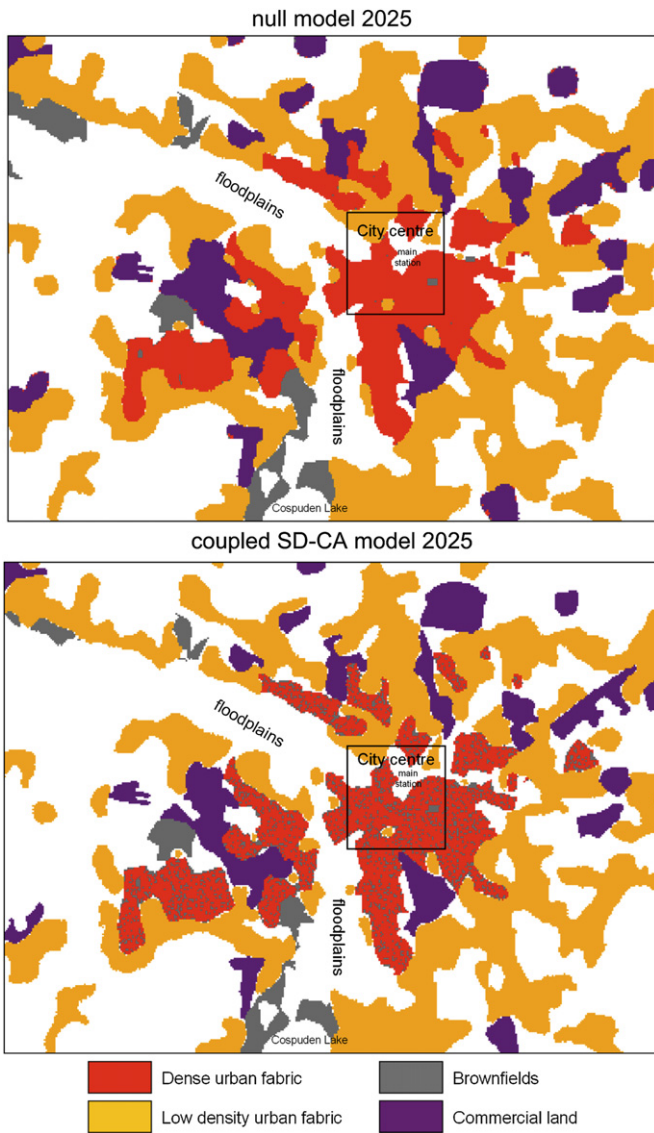 null model 2025
floodplains
City centre
main
station
floodplains
Cospuden Lake
coupled SD-CA model 2025
floodplains
City centre
main
station
floodplains
Cospuden Lake
Dense urban fabric
Brownfields
Low density urban fabric
Commercial land